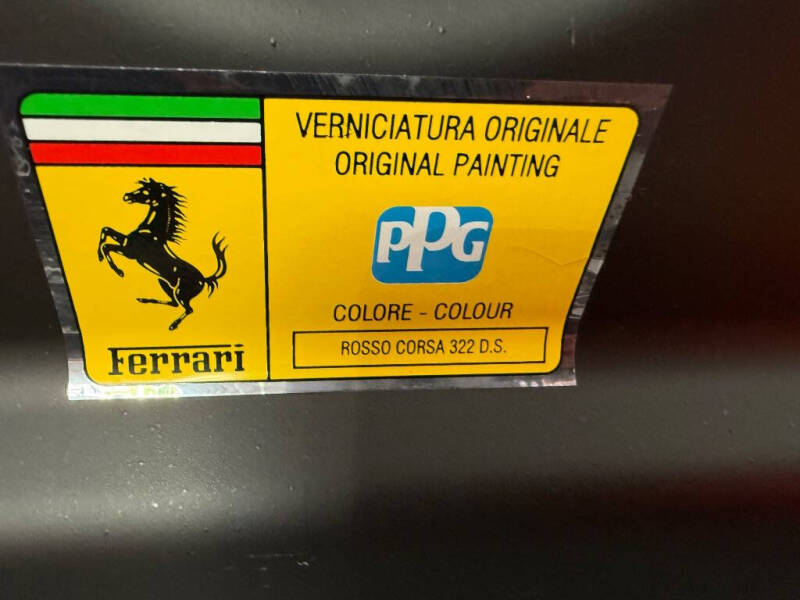 VERNICIATURA ORIGINALE
ORIGINAL PAINTING
PPG
COLORE - COLOUR
ROSSO CORSA 322 D.S.
Ferrari